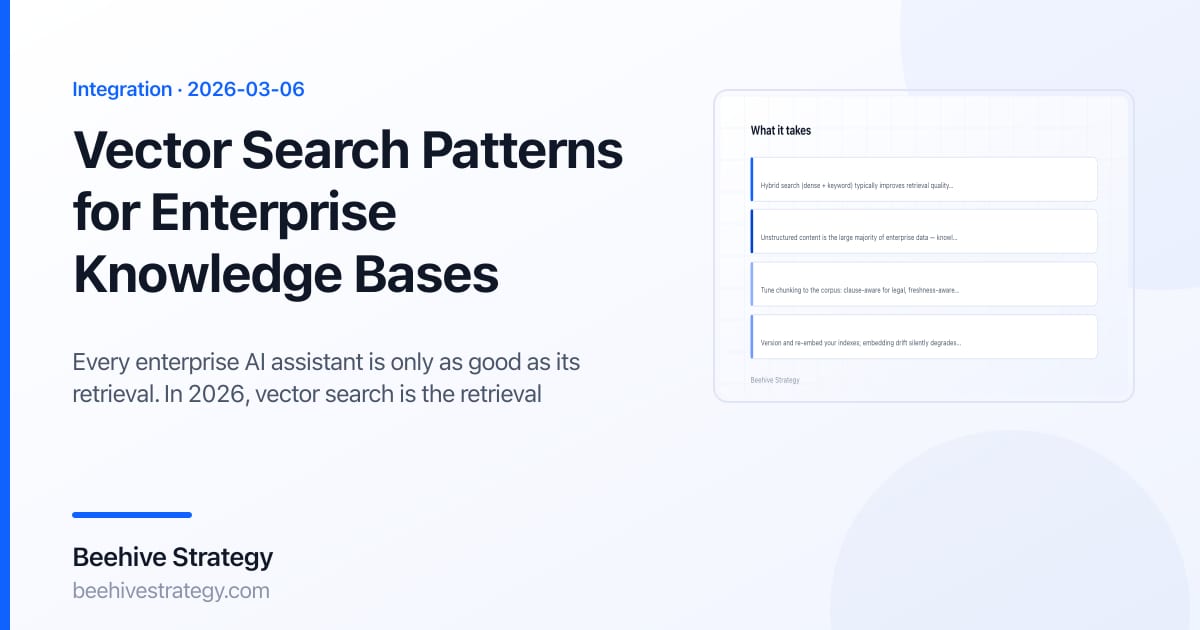 Integration · 2026-03-06
Vector Search Patterns
for Enterprise
Knowledge Bases
Every enterprise AI assistant is only as good as its
retrieval. In 2026, vector search is the retrieval
Beehive Strategy
beehivestrategy.com
What it takes
Hybrid search (dense + keyword) typically improves retrieval quality...
Unstructured content is the large majority of enterprise data — knowl...
Tune chunking to the corpus: clause-aware for legal, freshness-aware...
Version and re-embed your indexes; embedding drift silently degrades...
Beehive Strategy